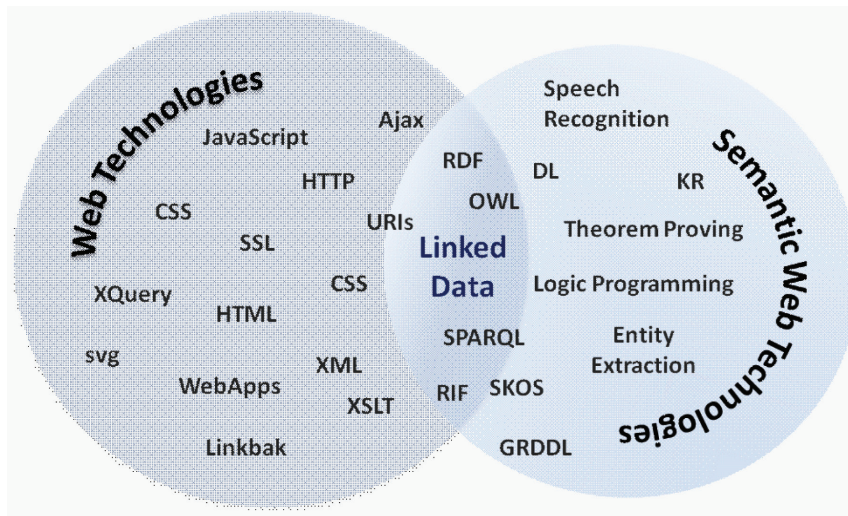 Web Technologies
JavaScript
Ajax
HTTP
CSS
URIs
SSL
CSS
XQuery
HTML
svg
XML
WebApps
XSLT
Linkbak
RDF
OWL
Linked
Data
SPARQL
RIF
SKOS
GRDDL
Speech
Recognition
DL
KR
Theorem Proving
Logic Programming
Entity
Extraction
Semantic Web Technologies